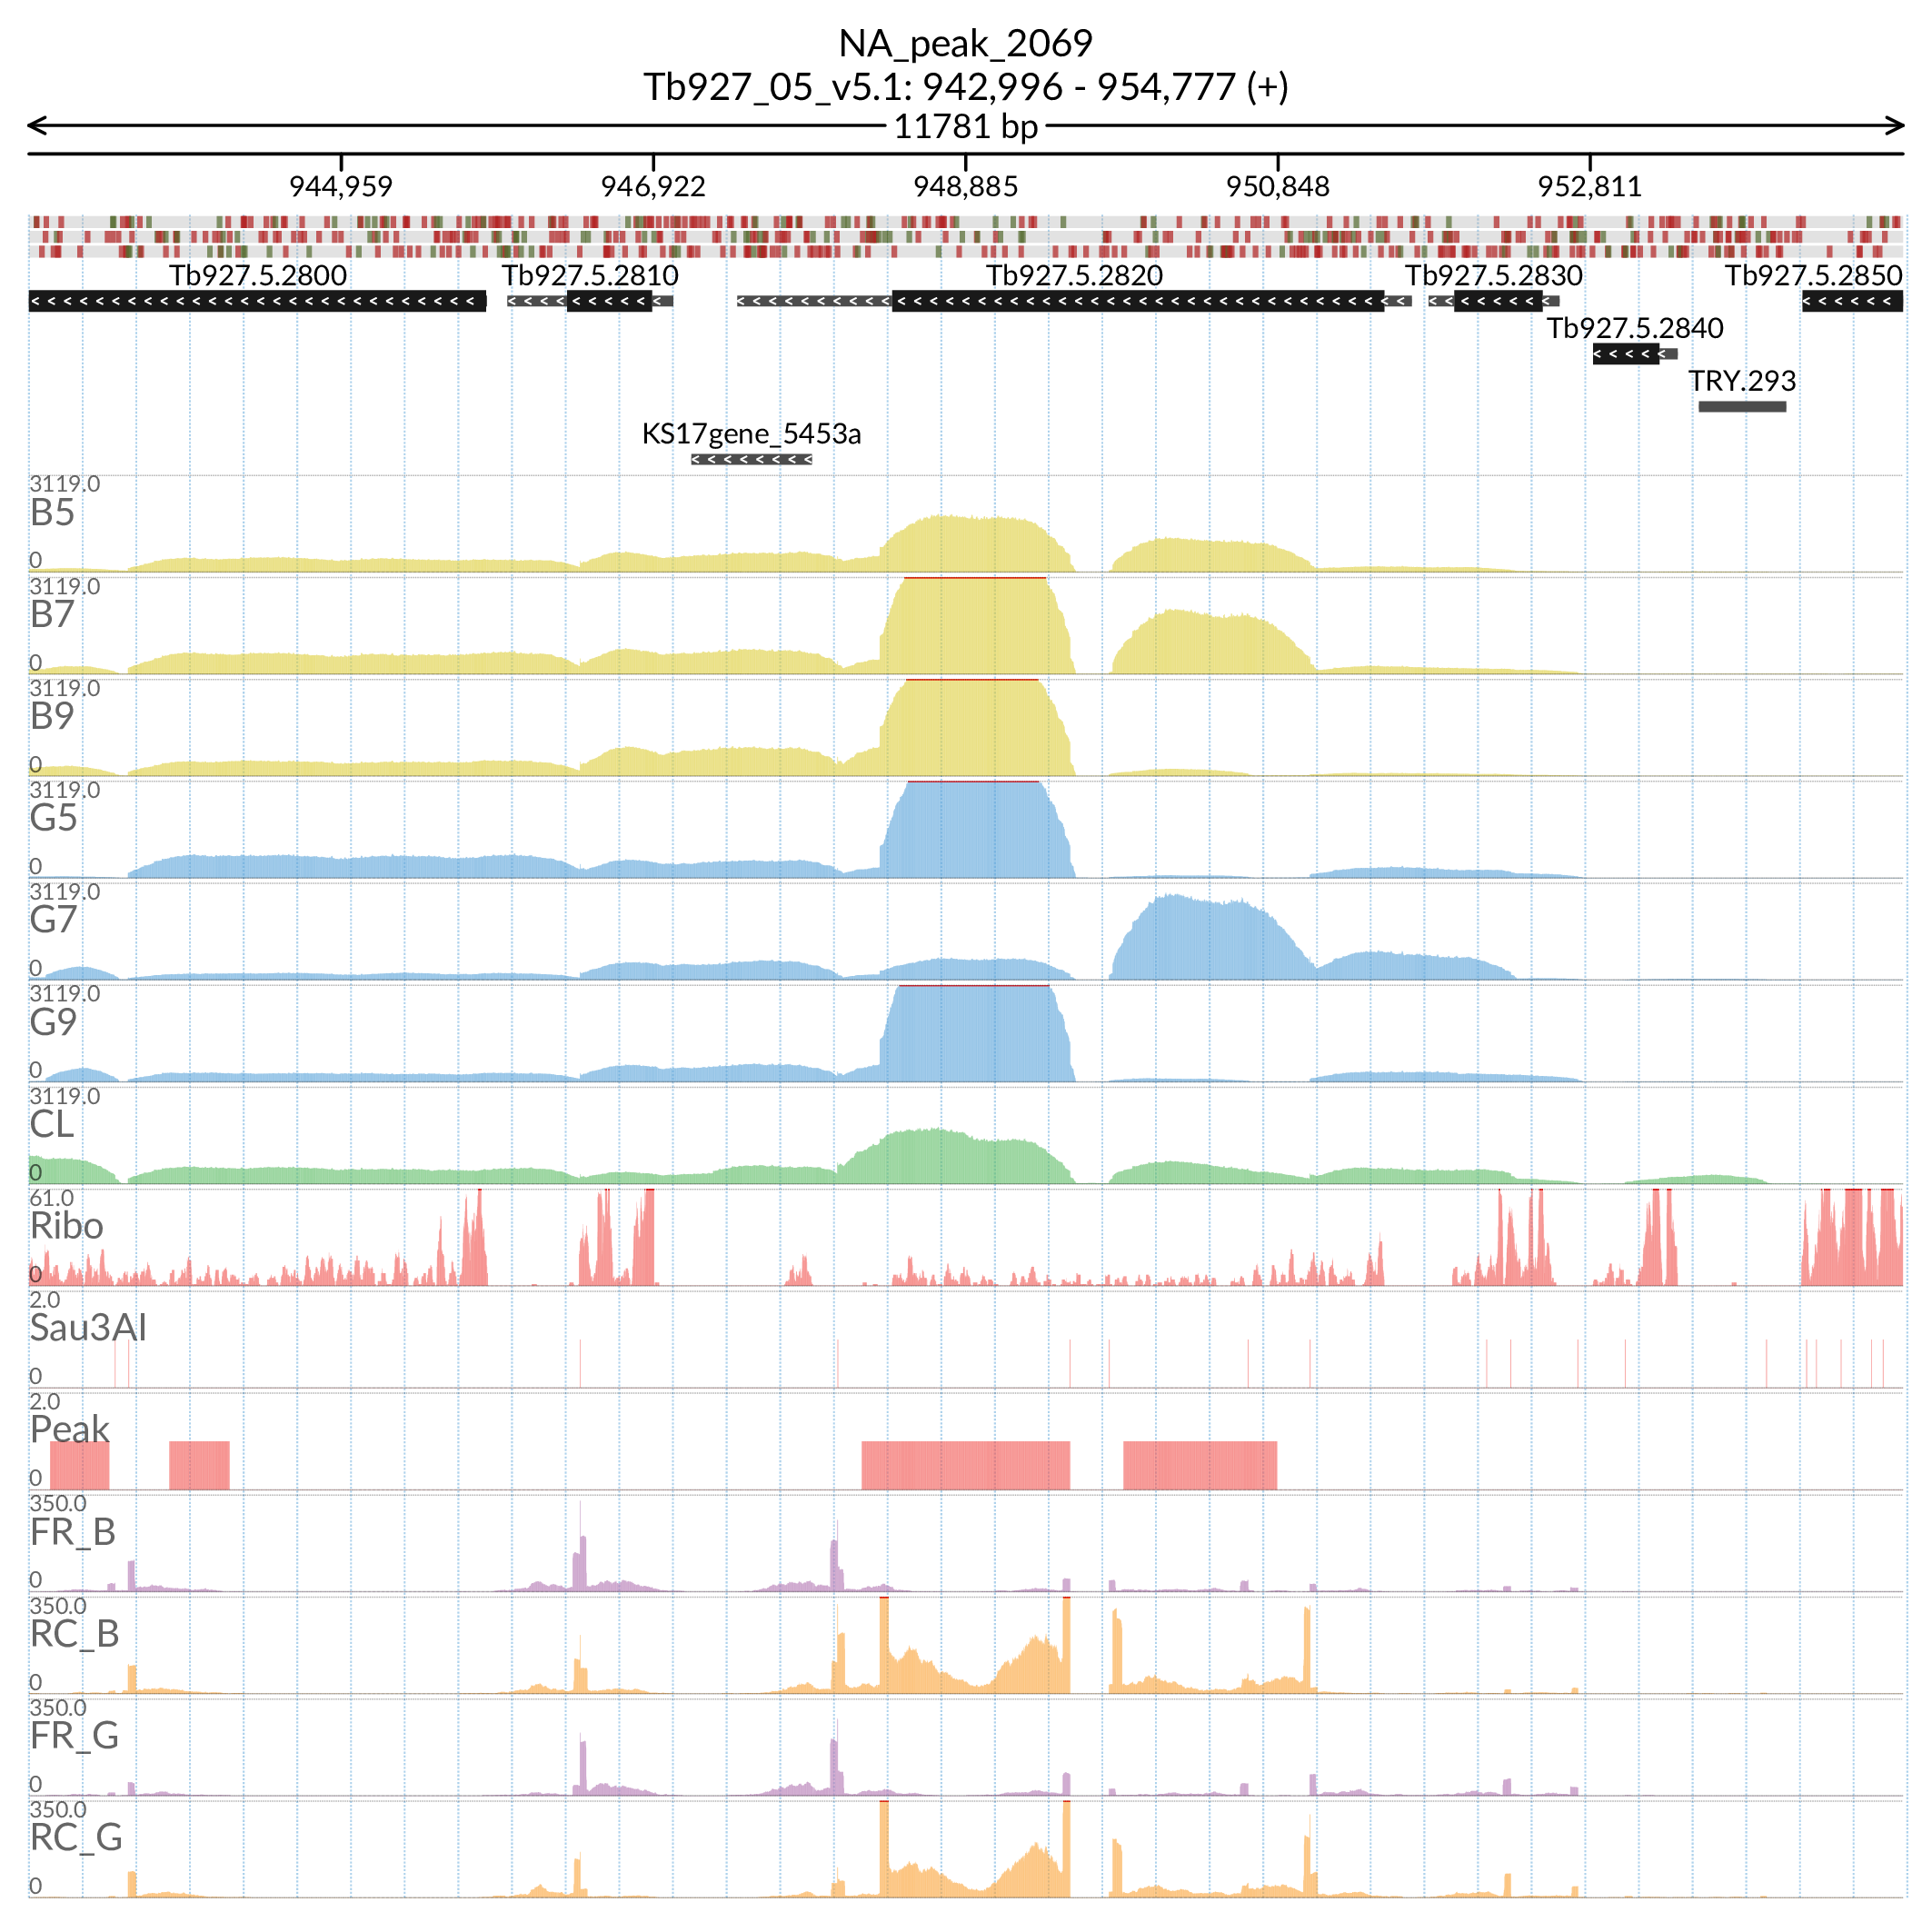 NA_peak_2069
Tb927_05_v5.1: 942,996 - 954,777 (+)
11781 bp
944,959 946,922 948,885 950,848 952,811
Tb927.5.2800 Tb927.5.2810 Tb927.5.2820 Tb927.5.2830 Tb927.5.2850
Tb927.5.2840
TRY.293
KS17gene_5453a
3119.0
B5
0
3119.0
B7
0
3119.0
B9
0
3119.0
G5
0
3119.0
G7
0
3119.0
G9
0
3119.0
CL
0
61.0
Ribo
0
2.0
Sau3AI
0
2.0
Peak
0
350.0
FR_B
0
350.0
RC_B
0
350.0
FR_G
0
350.0
RC_G
0